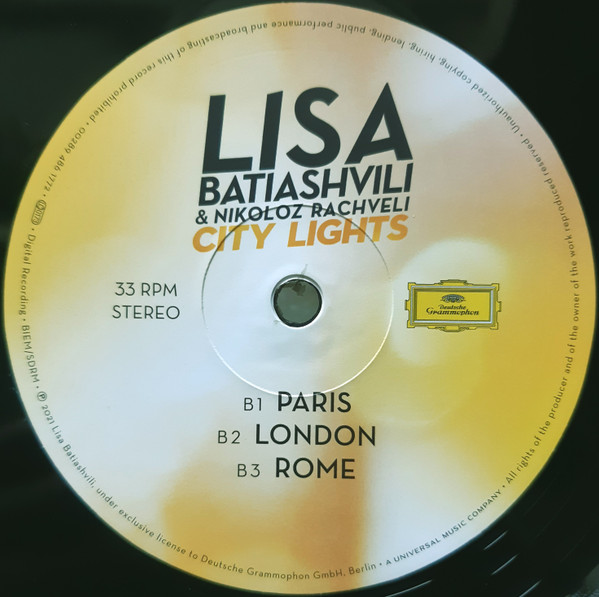 LISA
BATIASHVILI
& NIKOLOZ RACHVELI
CITY LIGHTS
33 RPM
STEREO
Deutsche
Grammophon
B1 PARIS
B2 LONDON
B3 ROME
00289 486 1772 • Digital Recording • BIEM/SDRM • ℗ 2021 Lisa Batiashvili, under exclusive license to Deutsche Grammophon GmbH, Berlin • A UNIVERSAL MUSIC COMPANY • All rights of the producer and of the owner of the work reproduced reserved • Unauthorized copying, hiring, lending, public performance and broadcasting of this record prohibited •